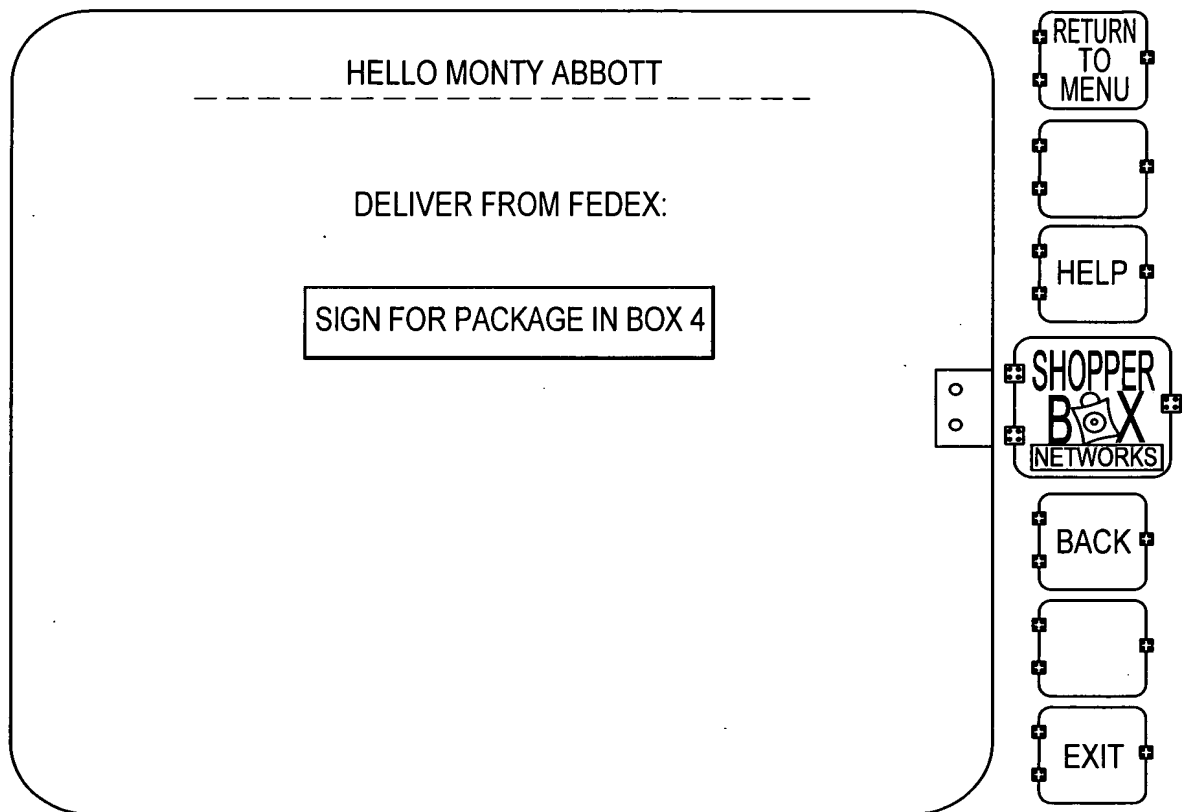 HELLO MONTY ABBOTT
DELIVER FROM FEDEX:
SIGN FOR PACKAGE IN BOX 4
RETURN
TO
MENU
HELP
SHOPPER
BOX
NETWORKS
BACK
EXIT